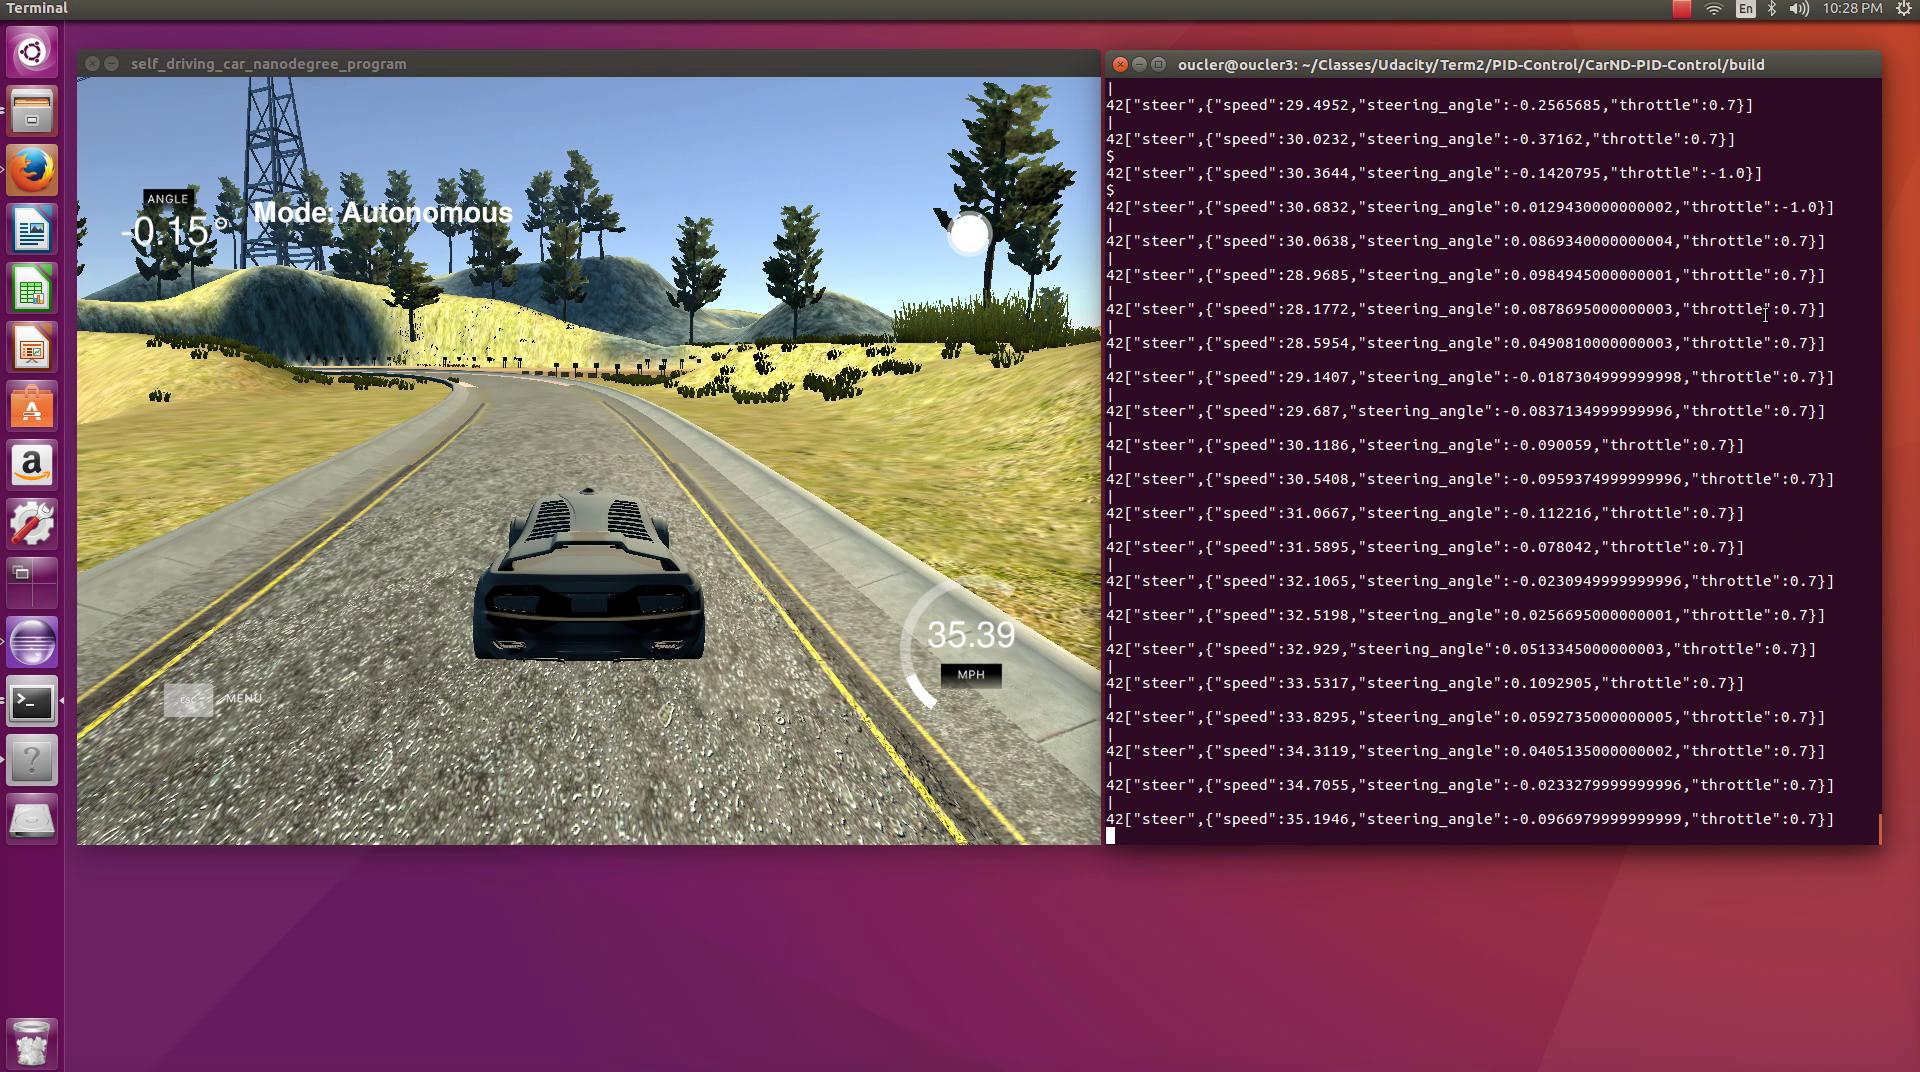 Terminal
En
10:28 PM
self_driving_car_nanodegree_program
ANGLE
-0.15°
Mode: Autonomous
35.39
MPH
ESC
MENU
a
?
oucler@oucler3: ~/Classes/Udacity/Term2/PID-Control/CarND-PID-Control/build
|
42["steer",{"speed":29.4952,"steering_angle":-0.2565685,"throttle":0.7}]
|
42["steer",{"speed":30.0232,"steering_angle":-0.37162,"throttle":0.7}]
$
42["steer",{"speed":30.3644,"steering_angle":-0.1420795,"throttle":-1.0}]
$
42["steer",{"speed":30.6832,"steering_angle":0.0129430000000002,"throttle":-1.0}]
|
42["steer",{"speed":30.0638,"steering_angle":0.0869340000000004,"throttle":0.7}]
|
42["steer",{"speed":28.9685,"steering_angle":0.0984945000000001,"throttle":0.7}]
|
42["steer",{"speed":28.1772,"steering_angle":0.0878695000000003,"throttle":0.7}]
|
42["steer",{"speed":28.5954,"steering_angle":0.0490810000000003,"throttle":0.7}]
|
42["steer",{"speed":29.1407,"steering_angle":-0.0187304999999998,"throttle":0.7}]
|
42["steer",{"speed":29.687,"steering_angle":-0.0837134999999996,"throttle":0.7}]
|
42["steer",{"speed":30.1186,"steering_angle":-0.090059,"throttle":0.7}]
|
42["steer",{"speed":30.5408,"steering_angle":-0.0959374999999996,"throttle":0.7}]
|
42["steer",{"speed":31.0667,"steering_angle":-0.112216,"throttle":0.7}]
|
42["steer",{"speed":31.5895,"steering_angle":-0.078042,"throttle":0.7}]
|
42["steer",{"speed":32.1065,"steering_angle":-0.0230949999999996,"throttle":0.7}]
|
42["steer",{"speed":32.5198,"steering_angle":0.0256695000000001,"throttle":0.7}]
|
42["steer",{"speed":32.929,"steering_angle":0.0513345000000003,"throttle":0.7}]
|
42["steer",{"speed":33.5317,"steering_angle":0.1092905,"throttle":0.7}]
|
42["steer",{"speed":33.8295,"steering_angle":0.0592735000000005,"throttle":0.7}]
|
42["steer",{"speed":34.3119,"steering_angle":0.0405135000000002,"throttle":0.7}]
|
42["steer",{"speed":34.7055,"steering_angle":-0.0233279999999996,"throttle":0.7}]
|
42["steer",{"speed":35.1946,"steering_angle":-0.0966979999999999,"throttle":0.7}]